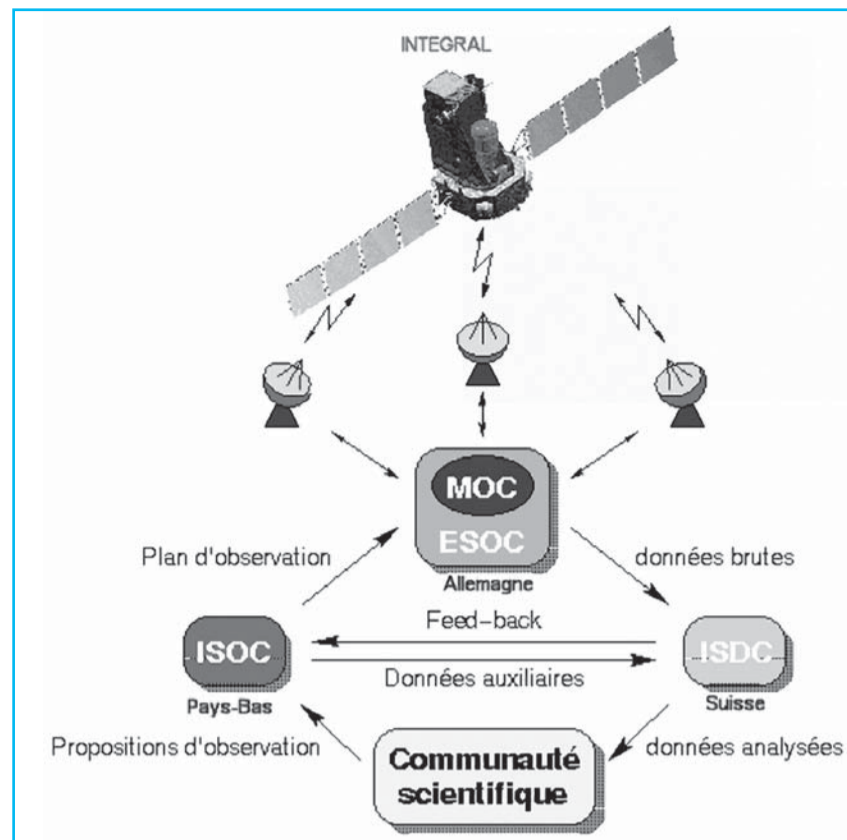 INTEGRAL
MOC
ESOC
Allemagne
Plan d'observation
données brutes
Feed-back
ISOC
ISDC
Données auxiliaires
Pays-Bas
Suisse
Propositions d'observation
données analysées
Communauté
scientifique